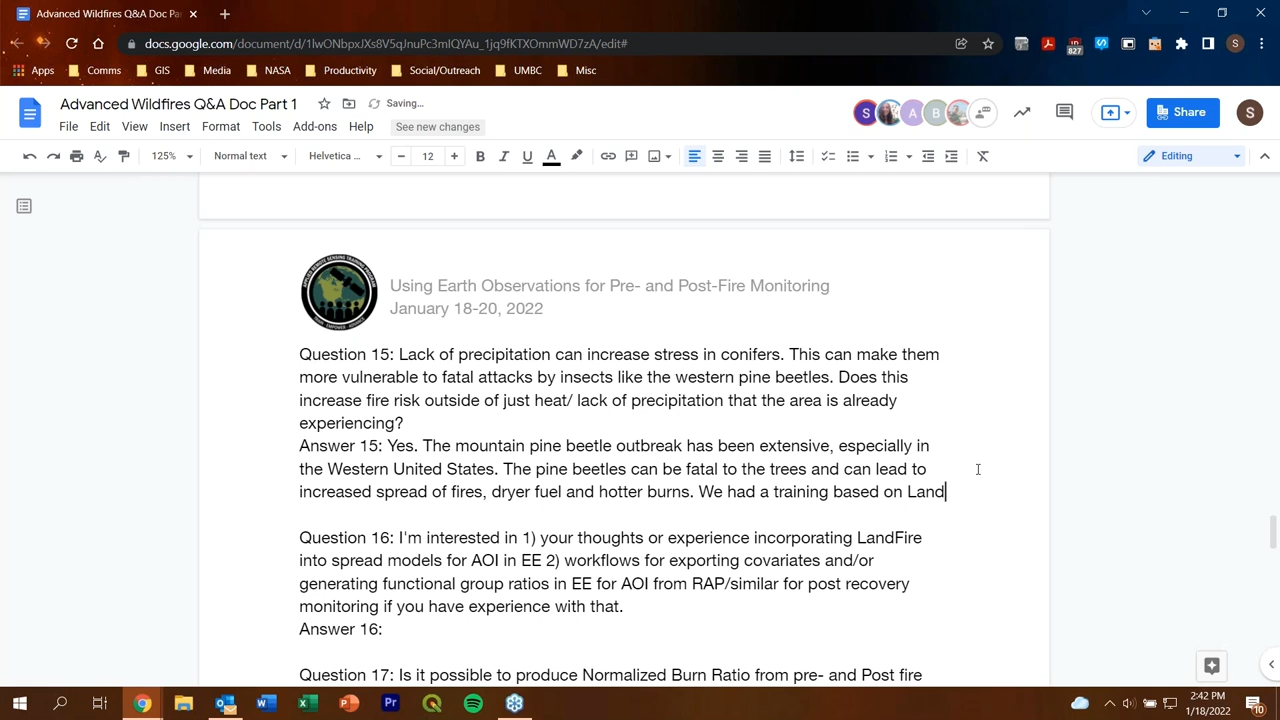 Advanced Wildfires Q&A Doc Pa
docs.google.com/document/d/1lwONbpxJXs8V5qJnuPc3mIQYAu_1jq9fKTXOmmWD7zA/edit#
827
S
Apps Comms GIS Media NASA Productivity Social/Outreach UMBC Misc
Advanced Wildfires Q&A Doc Part 1 Saving...
S A B Share S
File Edit View Insert Format Tools Add-ons Help See new changes
125% Normal text Helvetica ... 12 B I U A Editing
APPLIED REMOTE SENSING TRAINING PROGRAM
Using Earth Observations for Pre- and Post-Fire Monitoring
January 18-20, 2022
Question 15: Lack of precipitation can increase stress in conifers. This can make them
more vulnerable to fatal attacks by insects like the western pine beetles. Does this
increase fire risk outside of just heat/ lack of precipitation that the area is already
experiencing?
Answer 15: Yes. The mountain pine beetle outbreak has been extensive, especially in
the Western United States. The pine beetles can be fatal to the trees and can lead to
increased spread of fires, dryer fuel and hotter burns. We had a training based on Land
Question 16: I'm interested in 1) your thoughts or experience incorporating LandFire
into spread models for AOI in EE 2) workflows for exporting covariates and/or
generating functional group ratios in EE for AOI from RAP/similar for post recovery
monitoring if you have experience with that.
Answer 16:
Question 17: Is it possible to produce Normalized Burn Ratio from pre- and Post fire
2:42 PM
1/18/2022
10